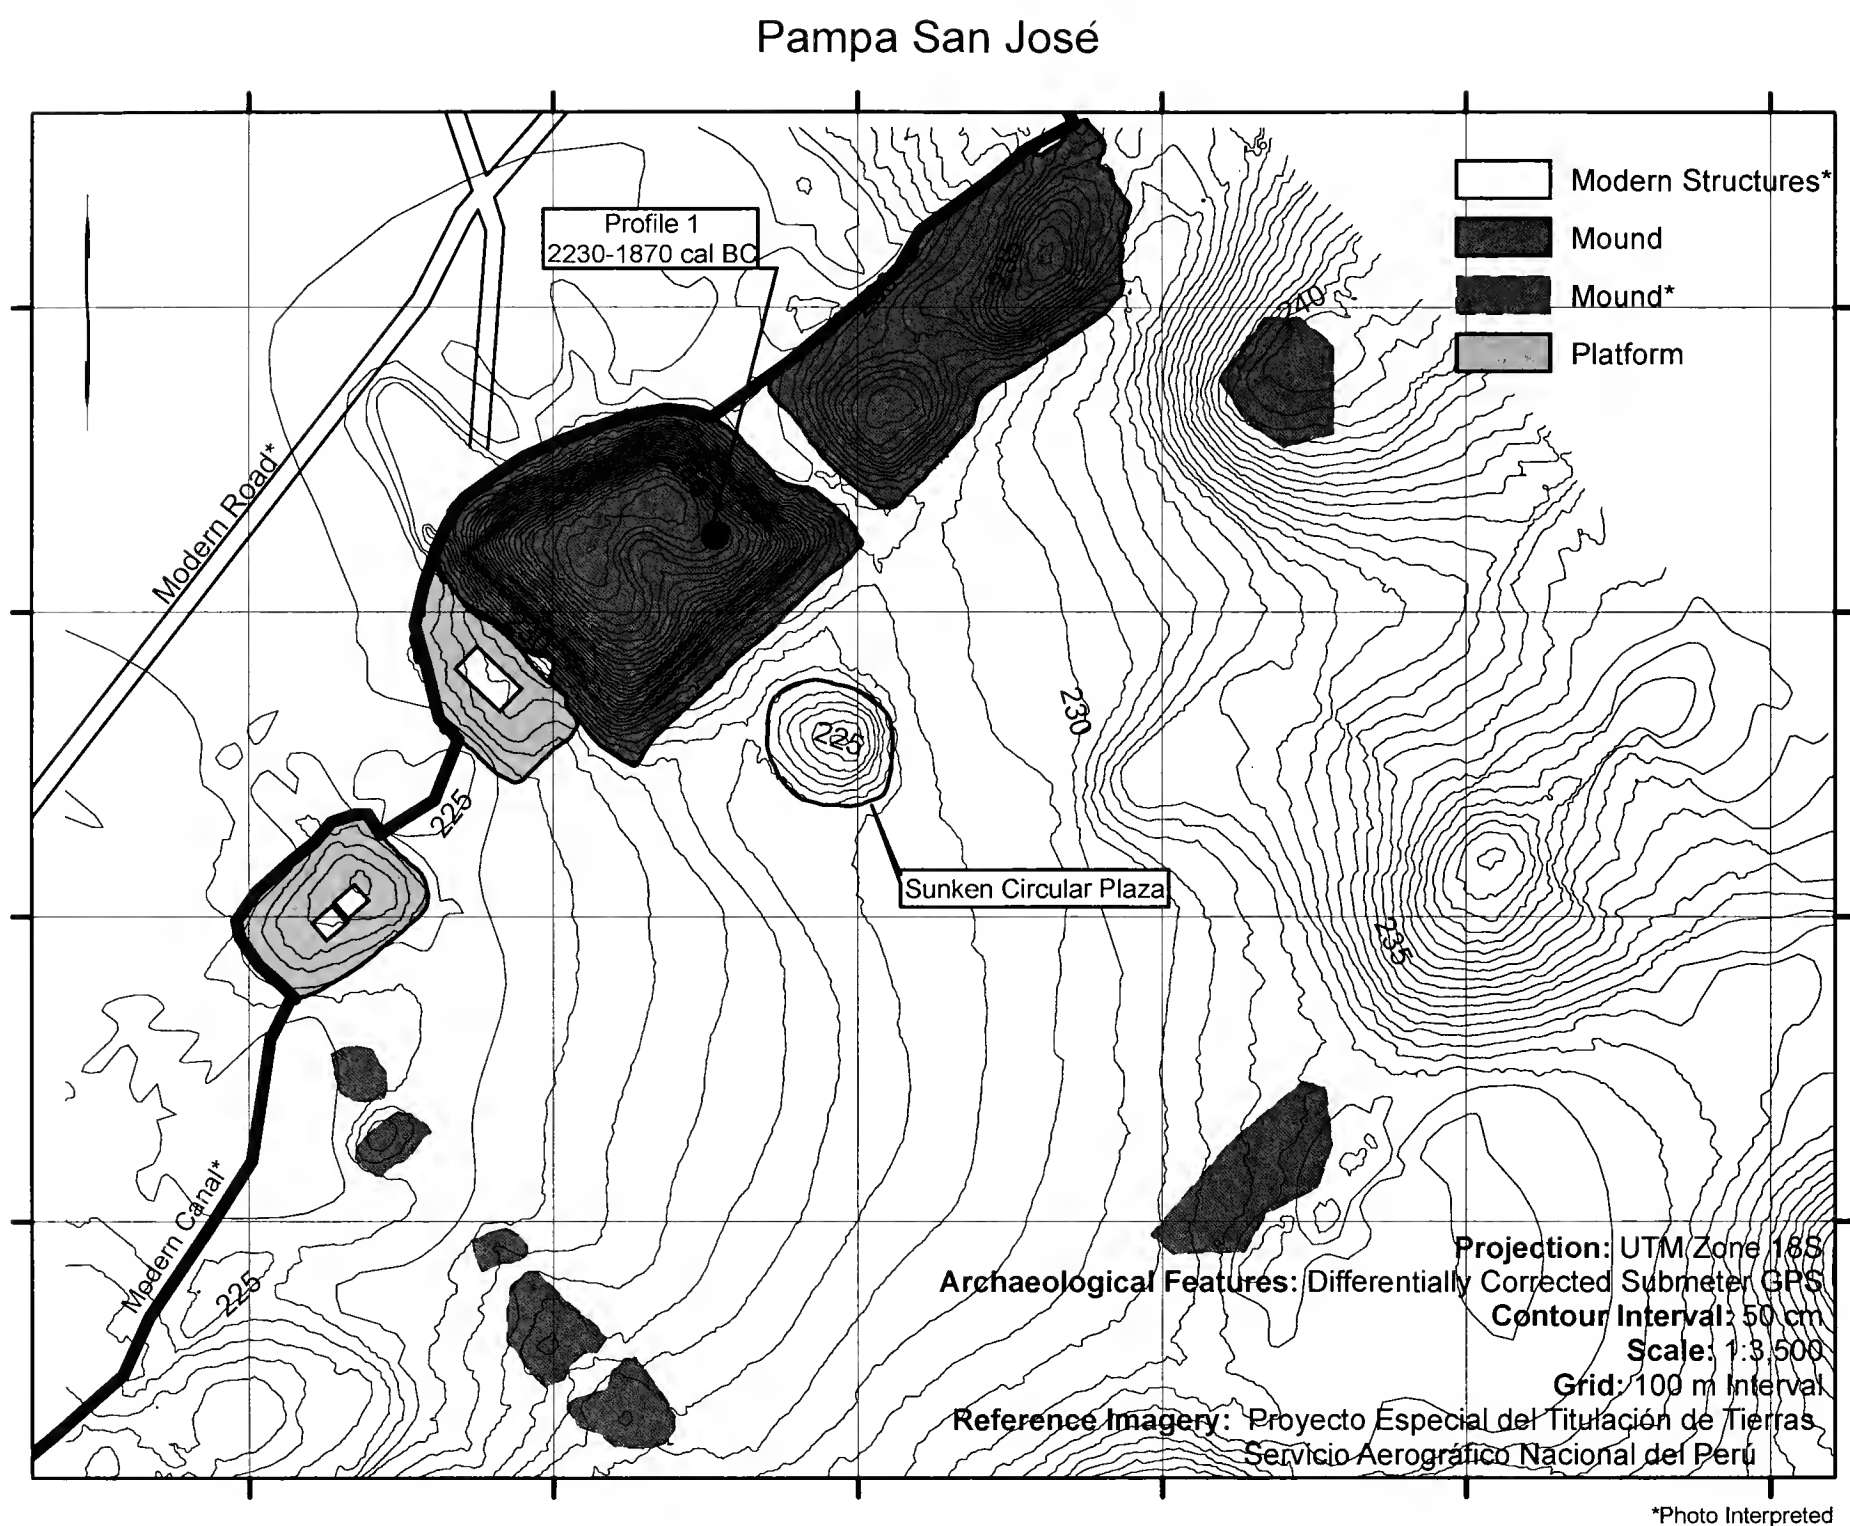 Pampa San José
Modern Structures*
Mound
Mound*
Platform
Profile 1
2230-1870 cal BC
240
Modern Road*
230
225
225
Sunken Circular Plaza
235
Modern Canal*
225
Projection: UTM Zone 18S
Archaeological Features: Differentially Corrected Submeter GPS
Contour Interval: 50 cm
Scale: 1:3,500
Grid: 100 m Interval
Reference Imagery: Proyecto Especial del Titulación de Tierras
Servicio Aerográfico Nacional del Perú
*Photo Interpreted